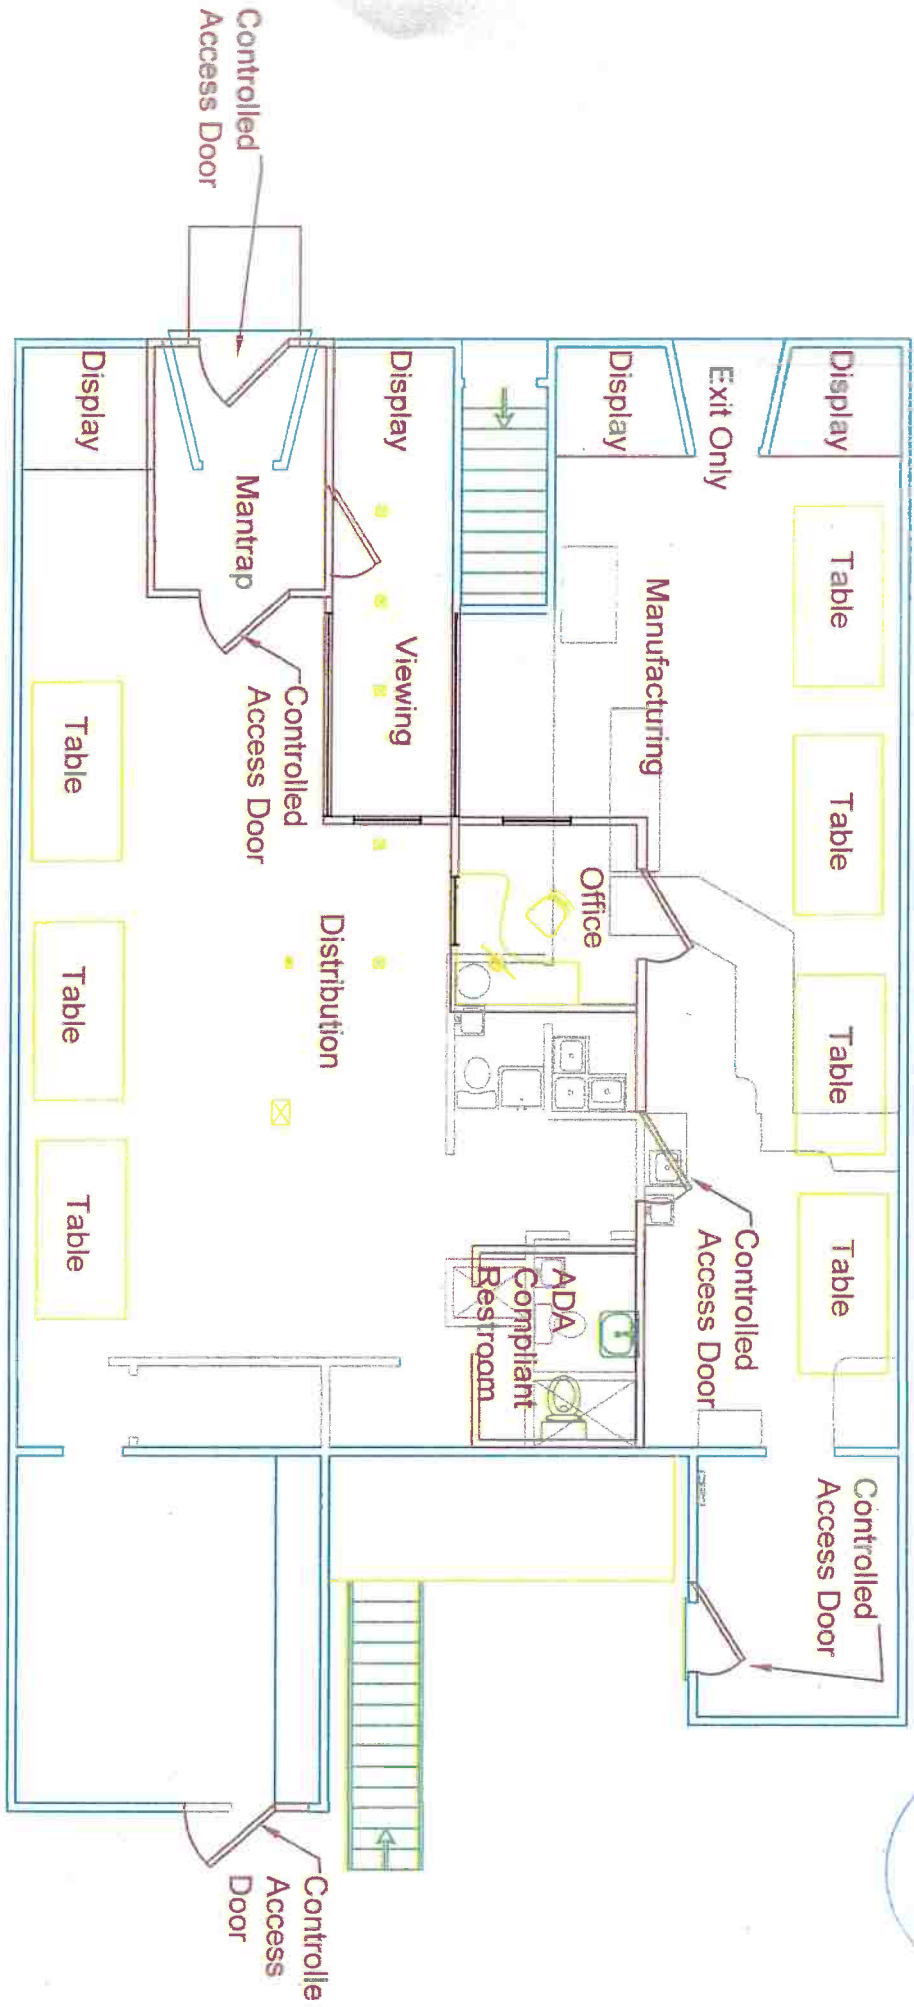 Controlled
Access Door
Display
Table
Table
Table
Table
Exit Only
Controlled
Access Door
Manufacturing
Display
Office
ADA
Compliant
Restroom
Display
Viewing
Distribution
Controlled
Access Door
Controlle
Access
Door
Mantrap
Controlled
Access Door
Display
Table
Table
Table